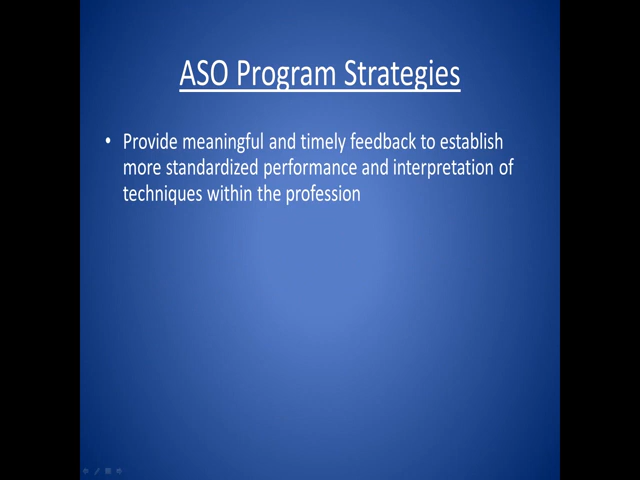 ASO Program Strategies
• Provide meaningful and timely feedback to establish
more standardized performance and interpretation of
techniques within the profession